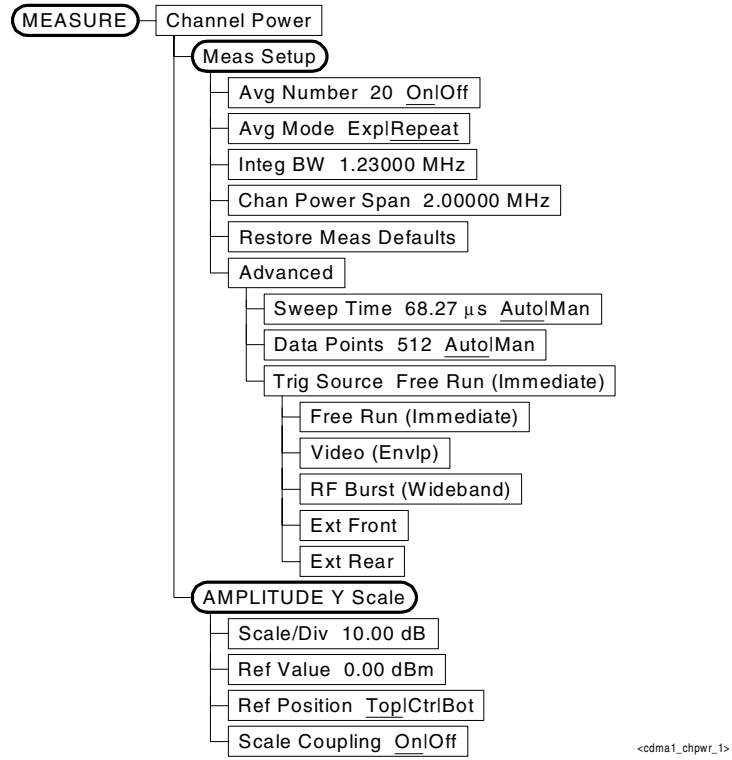 MEASURE
Channel Power
Meas Setup
Avg Number 20 On|Off
Avg Mode Exp|Repeat
Integ BW 1.23000 MHz
Chan Power Span 2.00000 MHz
Restore Meas Defaults
Advanced
Sweep Time 68.27 μs Auto|Man
Data Points 512 Auto|Man
Trig Source Free Run (Immediate)
Free Run (Immediate)
Video (Envlp)
RF Burst (Wideband)
Ext Front
Ext Rear
AMPLITUDE Y Scale
Scale/Div 10.00 dB
Ref Value 0.00 dBm
Ref Position Top|Ctr|Bot
Scale Coupling On|Off
<cdma1_chpwr_1>